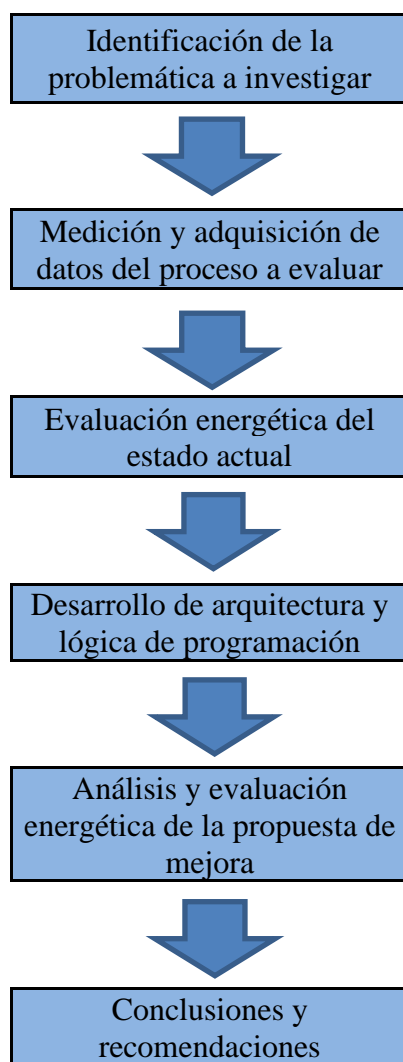 Identificación de la
problemática a investigar
Medición y adquisición de
datos del proceso a evaluar
Evaluación energética del
estado actual
Desarrollo de arquitectura y
lógica de programación
Análisis y evaluación
energética de la propuesta de
mejora
Conclusiones y
recomendaciones